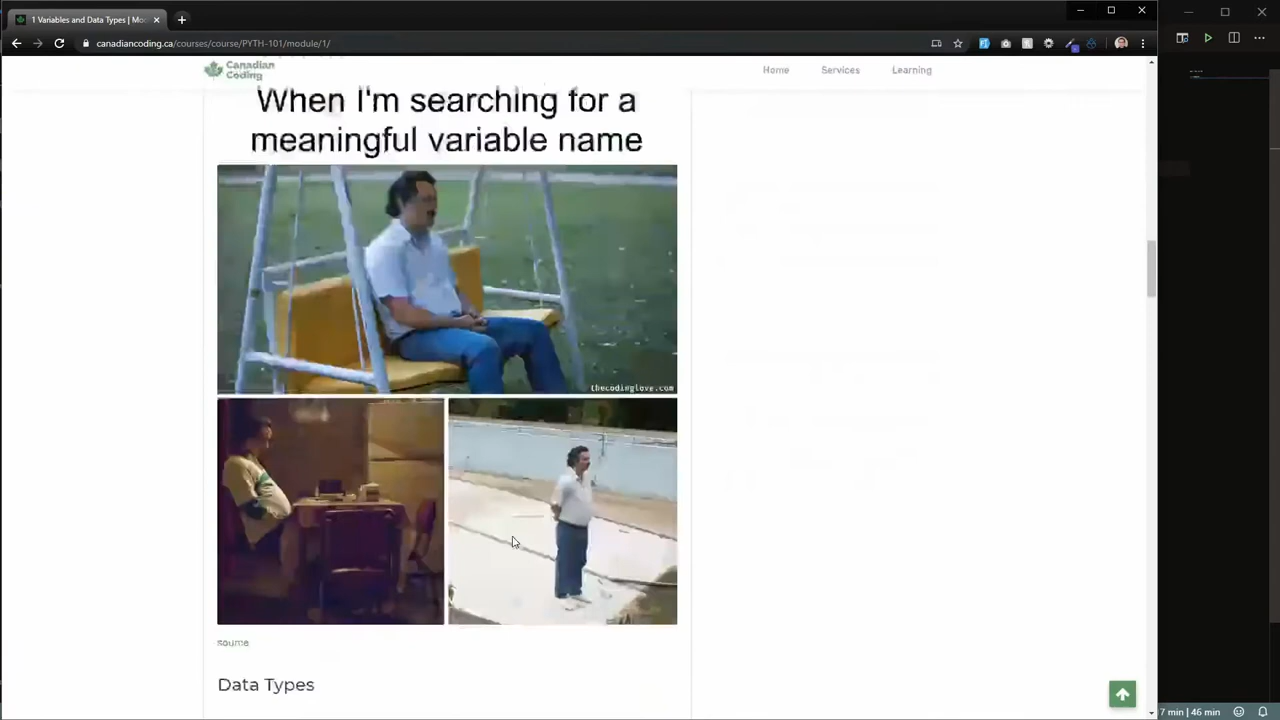 1 Variables and Data Types | Mo
canadiancoding.ca/courses/course/PYTH-101/module/1/
Canadian
Coding
Home
Services
Learning
When I'm searching for a
meaningful variable name
thecodinglove.com
source
Data Types
7 min | 46 min